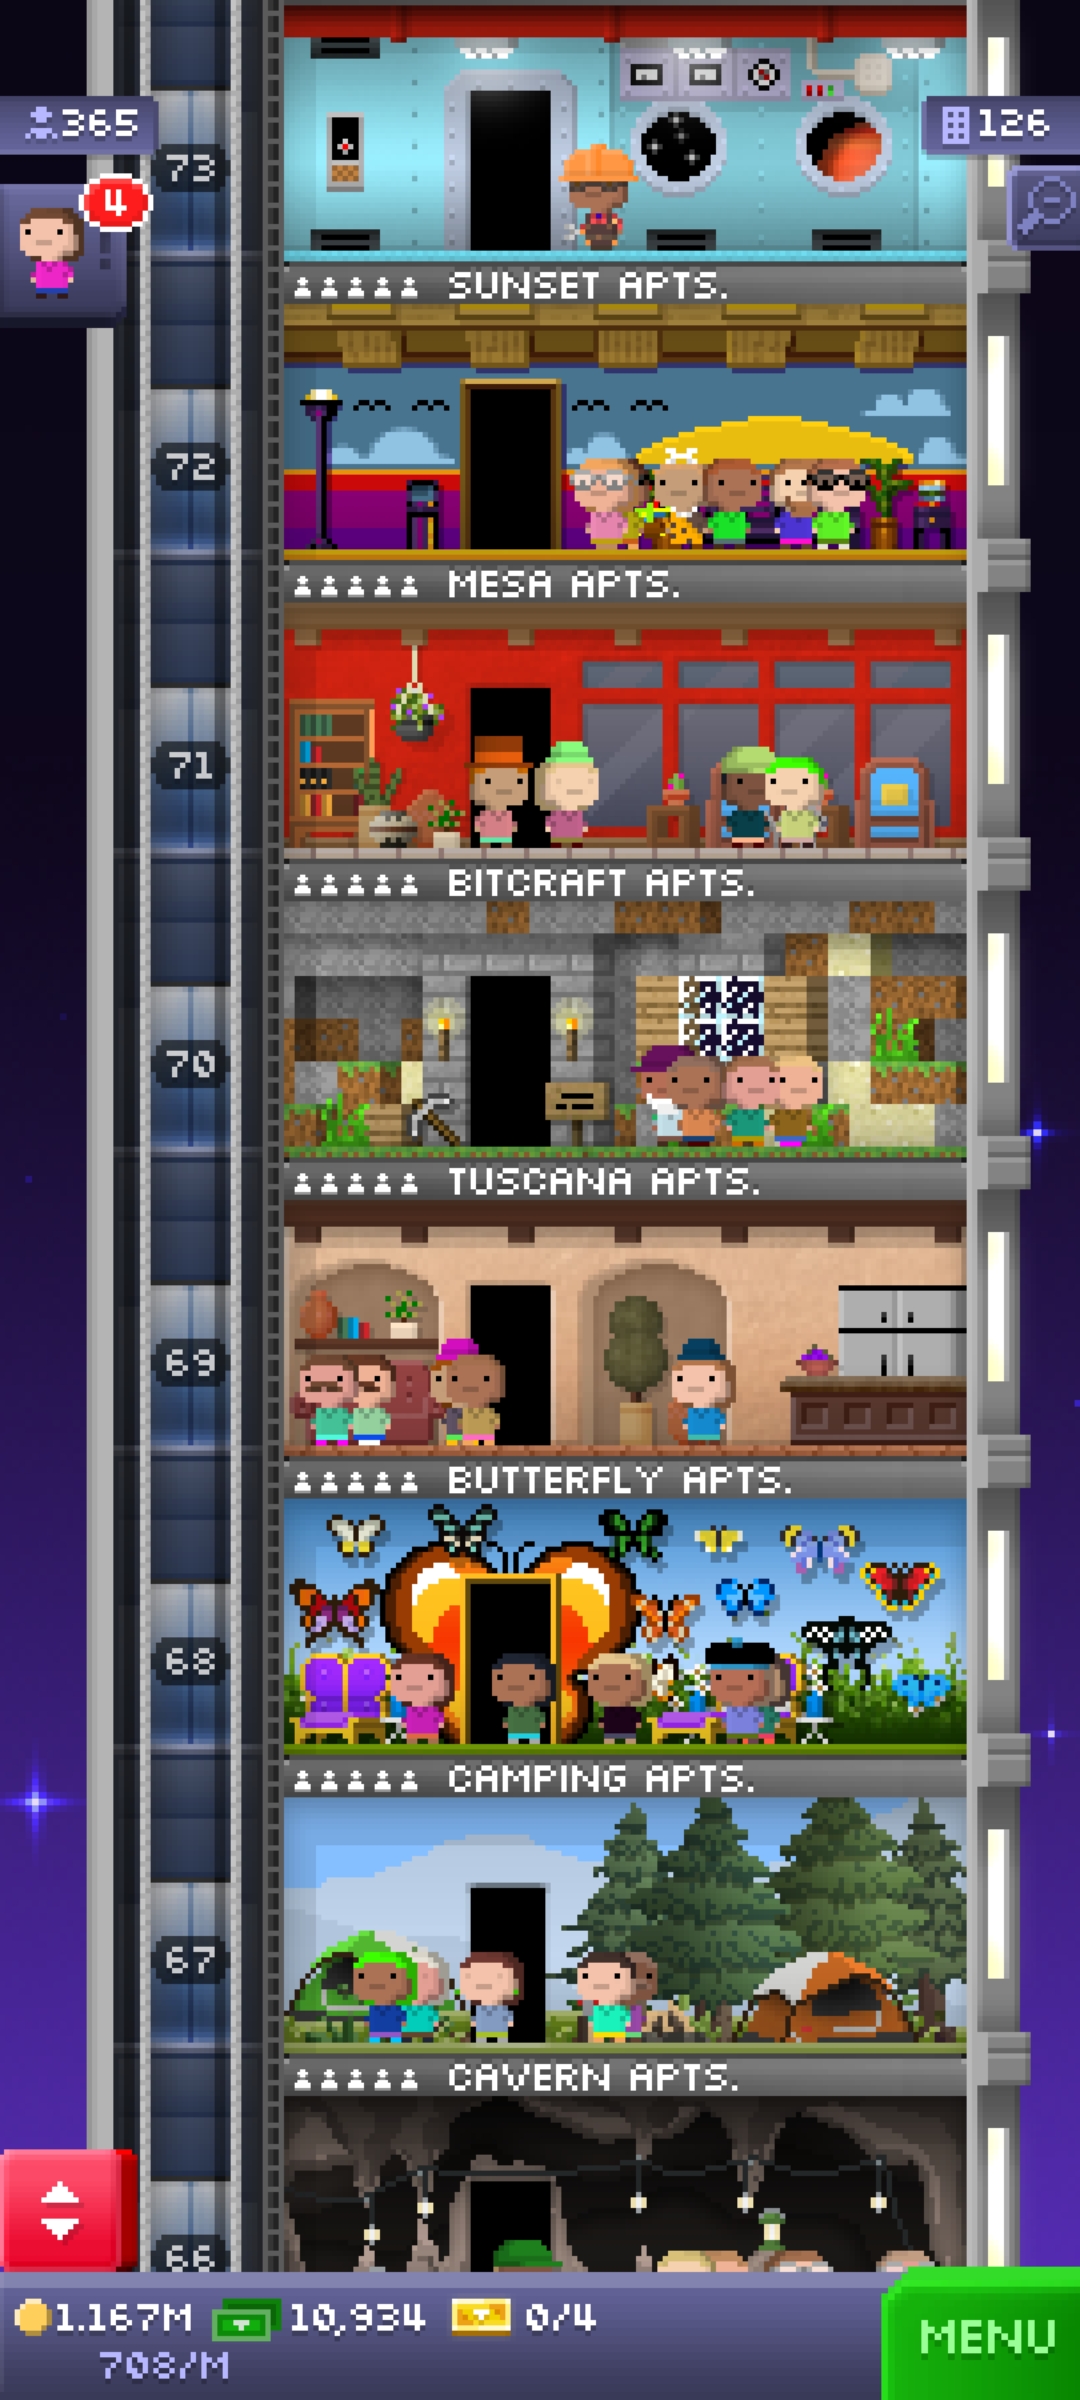 365
126
4
73
SUNSET APTS.
72
MESA APTS.
71
BITCRAFT APTS.
70
TUSCANA APTS.
69
BUTTERFLY APTS.
68
CAMPING APTS.
67
CAVERN APTS.
66
1.167M 10,934 0/4
708/M
MENU